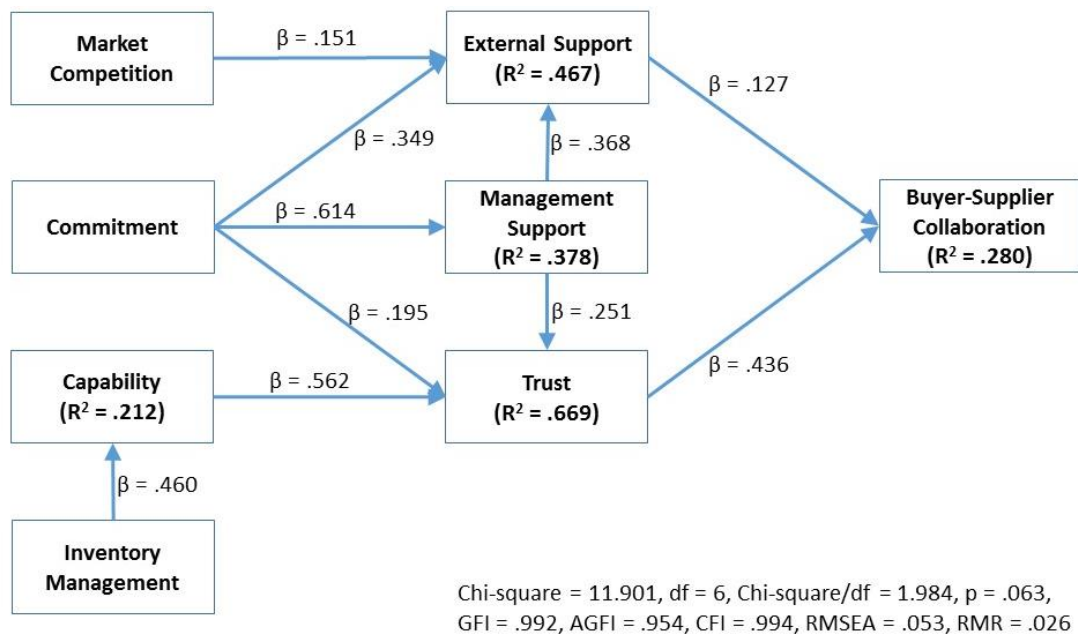 Market
Competition
β = .151
External Support
(R² = .467)
β = .127
β = .349
β = .368
Commitment
β = .614
Management
Support
(R² = .378)
Buyer-Supplier
Collaboration
(R² = .280)
β = .195
β = .251
Capability
(R² = .212)
β = .562
Trust
(R² = .669)
β = .436
β = .460
Inventory
Management
Chi-square = 11.901, df = 6, Chi-square/df = 1.984, p = .063,
GFI = .992, AGFI = .954, CFI = .994, RMSEA = .053, RMR = .026